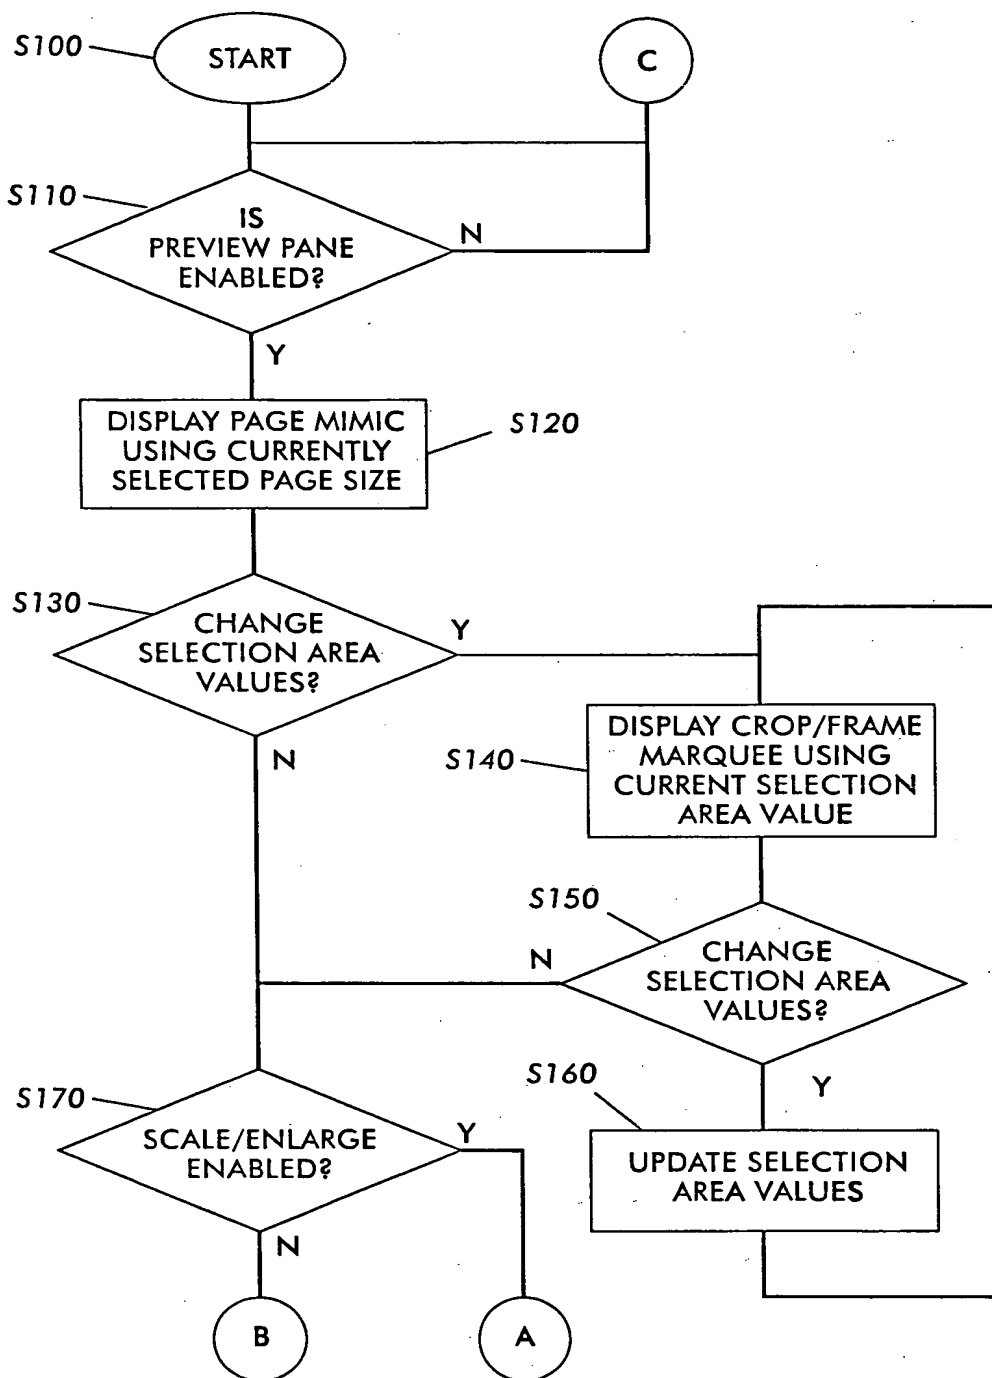 S100
START
C
S110
IS
PREVIEW PANE
ENABLED?
N
Y
DISPLAY PAGE MIMIC
USING CURRENTLY
SELECTED PAGE SIZE
S120
S130
CHANGE
SELECTION AREA
VALUES?
Y
N
DISPLAY CROP/FRAME
MARQUEE USING
CURRENT SELECTION
AREA VALUE
S140
S150
CHANGE
SELECTION AREA
VALUES?
N
Y
S160
UPDATE SELECTION
AREA VALUES
S170
SCALE/ENLARGE
ENABLED?
Y
N
B
A